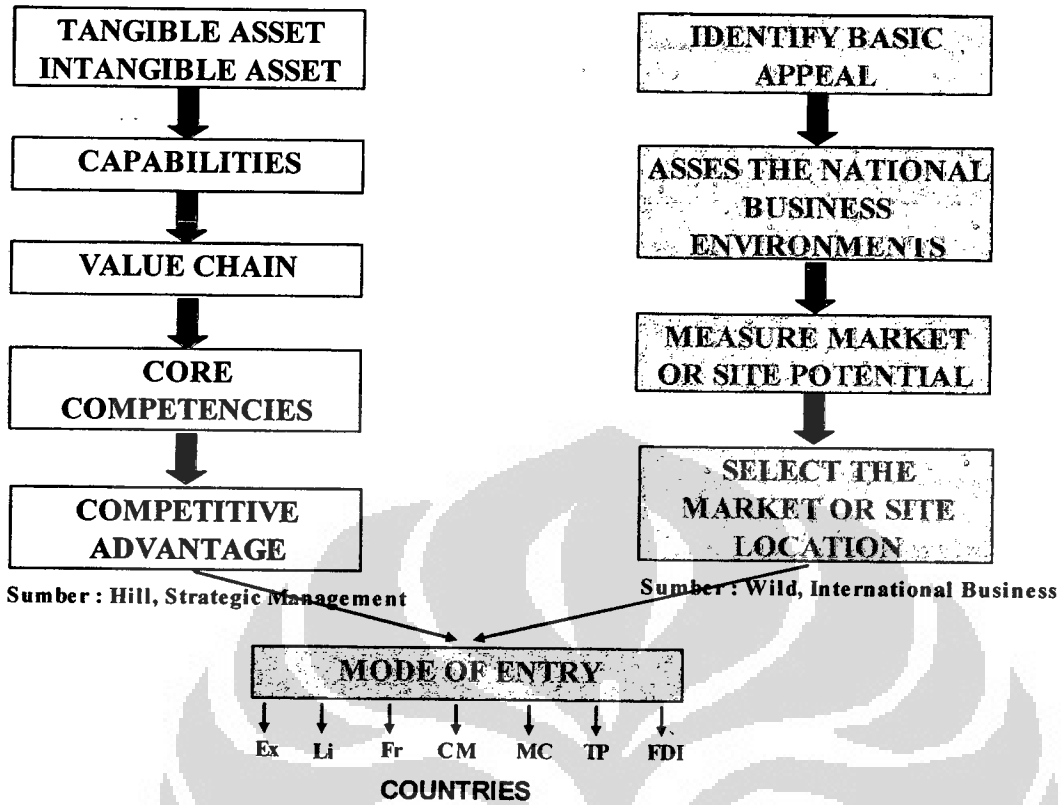 TANGIBLE ASSET
INTANGIBLE ASSET
CAPABILITIES
VALUE CHAIN
CORE
COMPETENCIES
COMPETITIVE
ADVANTAGE
Sumber : Hill, Strategic Management
IDENTIFY BASIC
APPEAL
ASSES THE NATIONAL
BUSINESS
ENVIRONMENTS
MEASURE MARKET
OR SITE POTENTIAL
SELECT THE
MARKET OR SITE
LOCATION
Sumber : Wild, International Business
MODE OF ENTRY
Ex Li Fr CM MC TP FDI
COUNTRIES